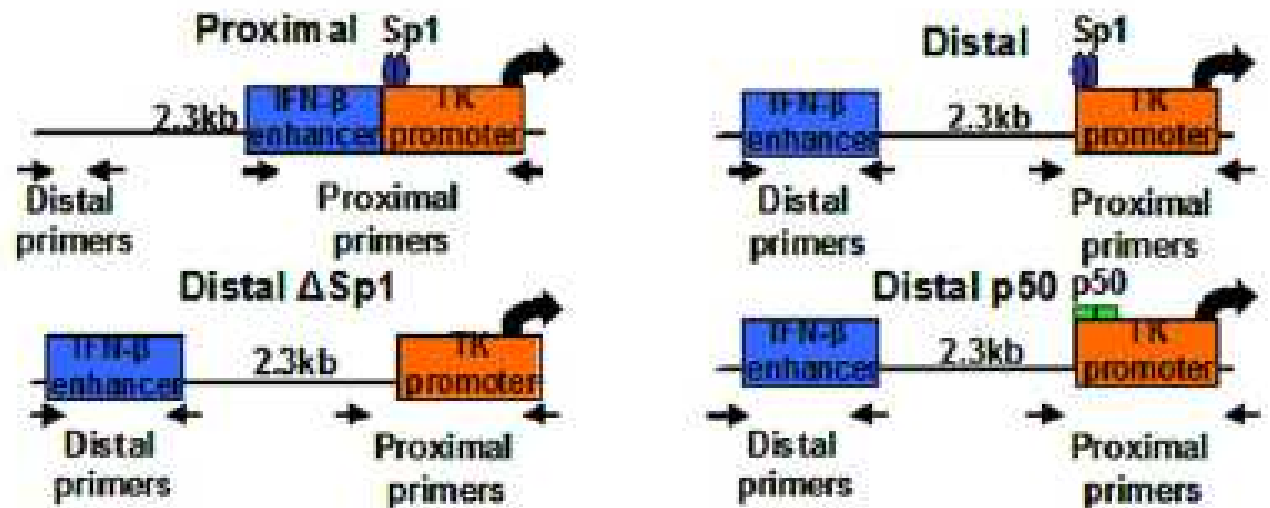 Proximal Sp1
2.3kb
IFN-β
enhancer
TK
promoter
Distal
primers
Proximal
primers
Distal
Sp1
IFN-β
enhancer
2.3kb
TK
promoter
Distal
primers
Proximal
primers
Distal ΔSp1
IFN-β
enhancer
2.3kb
TK
promoter
Distal
primers
Proximal
primers
Distal p50 p50
IFN-β
enhancer
2.3kb
TK
promoter
Distal
primers
Proximal
primers